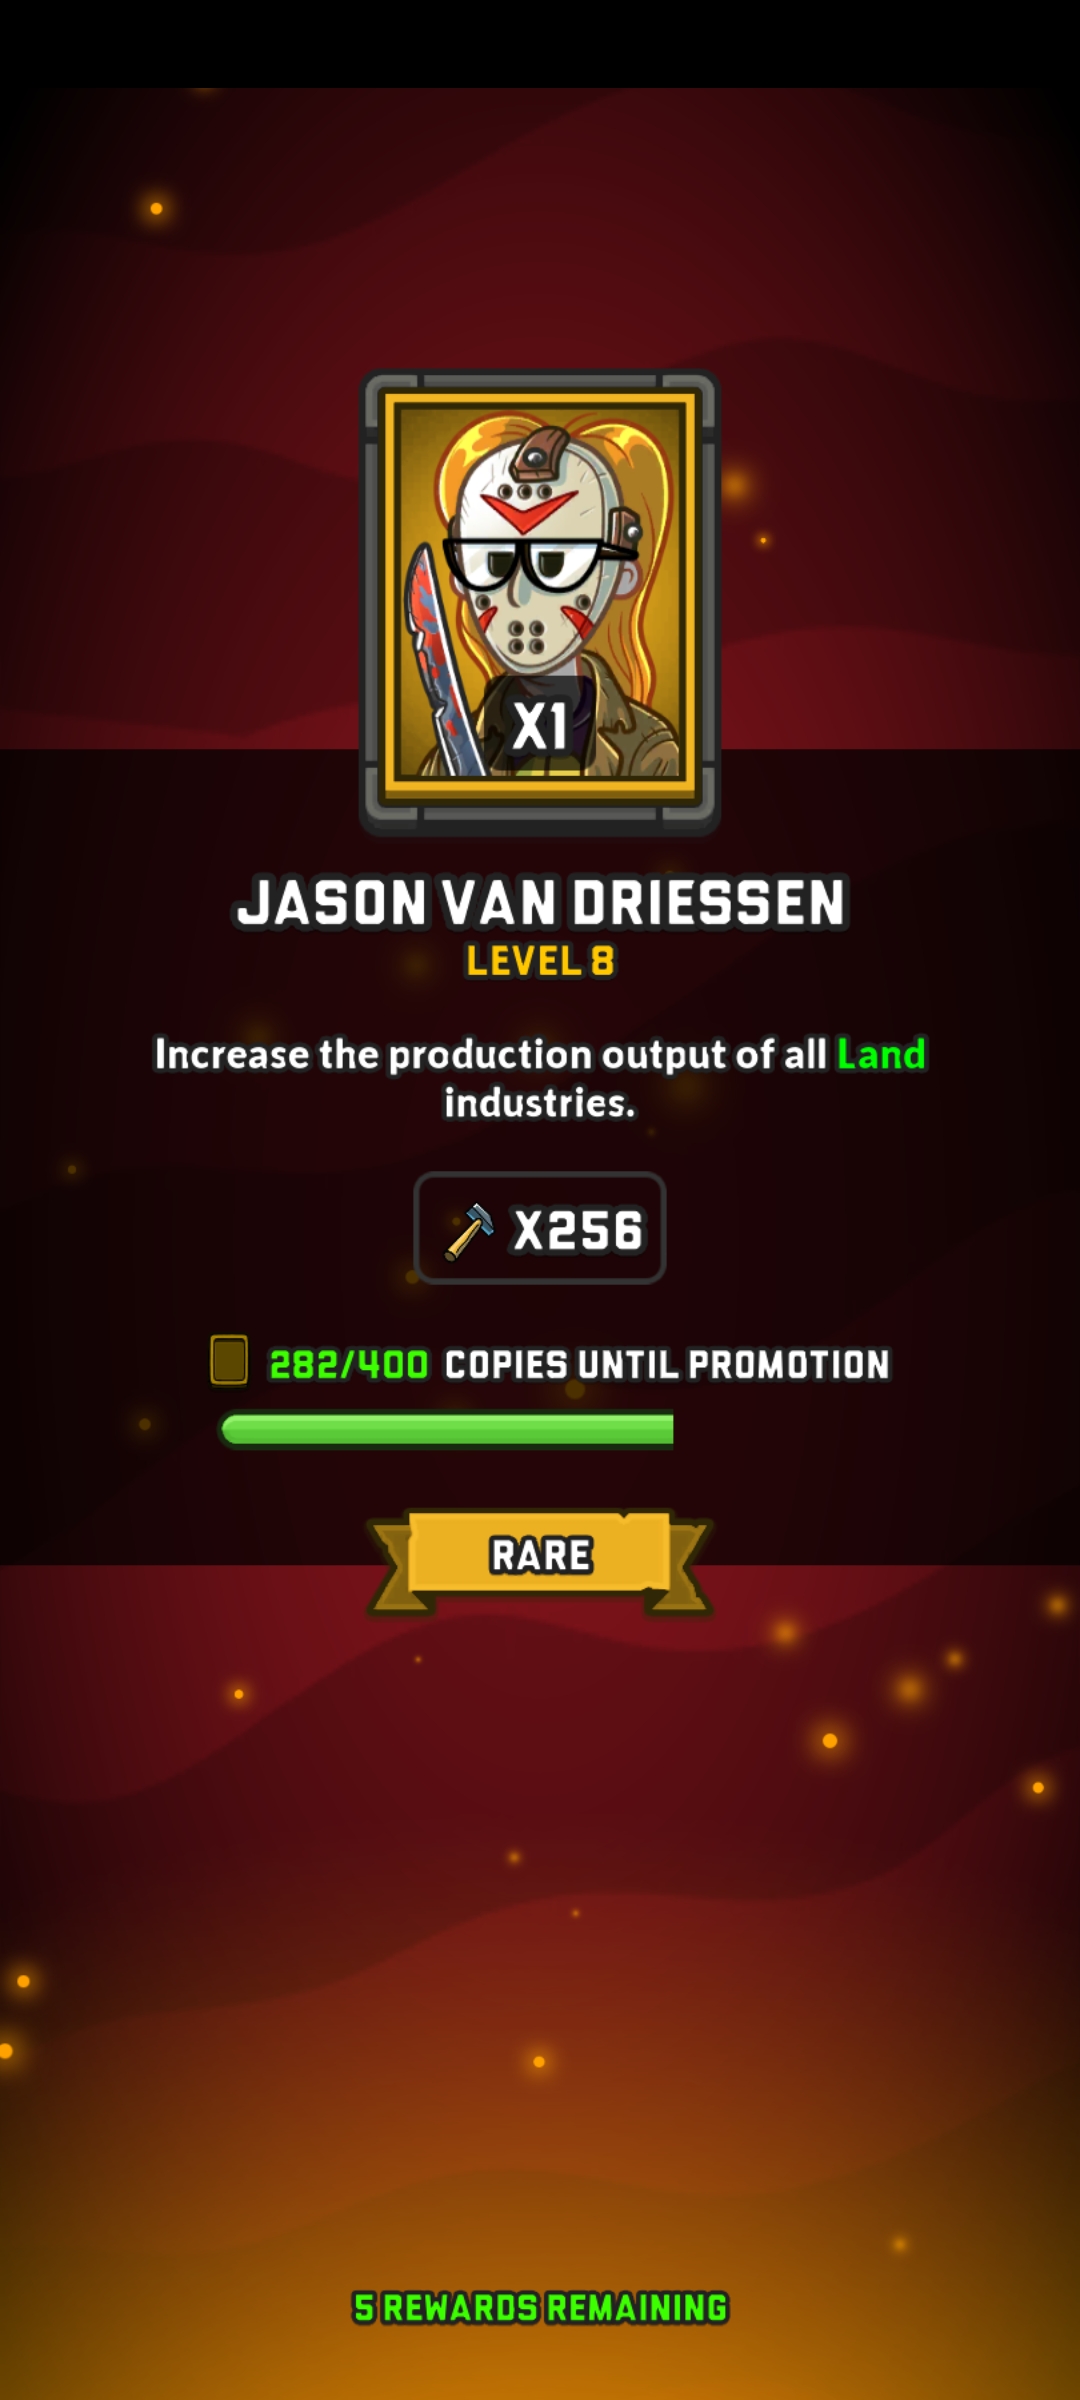 X1
JASON VAN DRIESSEN
LEVEL 8
Increase the production output of all Land
industries.
X256
282/400 COPIES UNTIL PROMOTION
RARE
5 REWARDS REMAINING